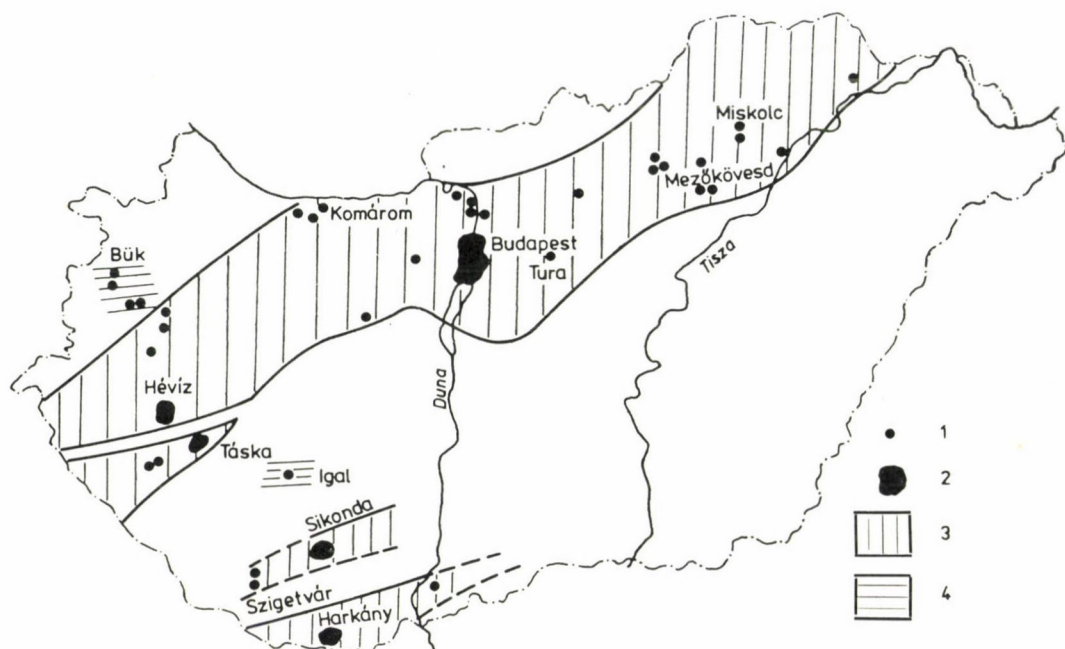 Miskolc
Mezőkövesd
Komárom
Budapest
Tura
Tisza
Bük
Hévíz
Duna
Táska
Igal
Sikonda
Szigetvár
Harkány
1
2
3
4